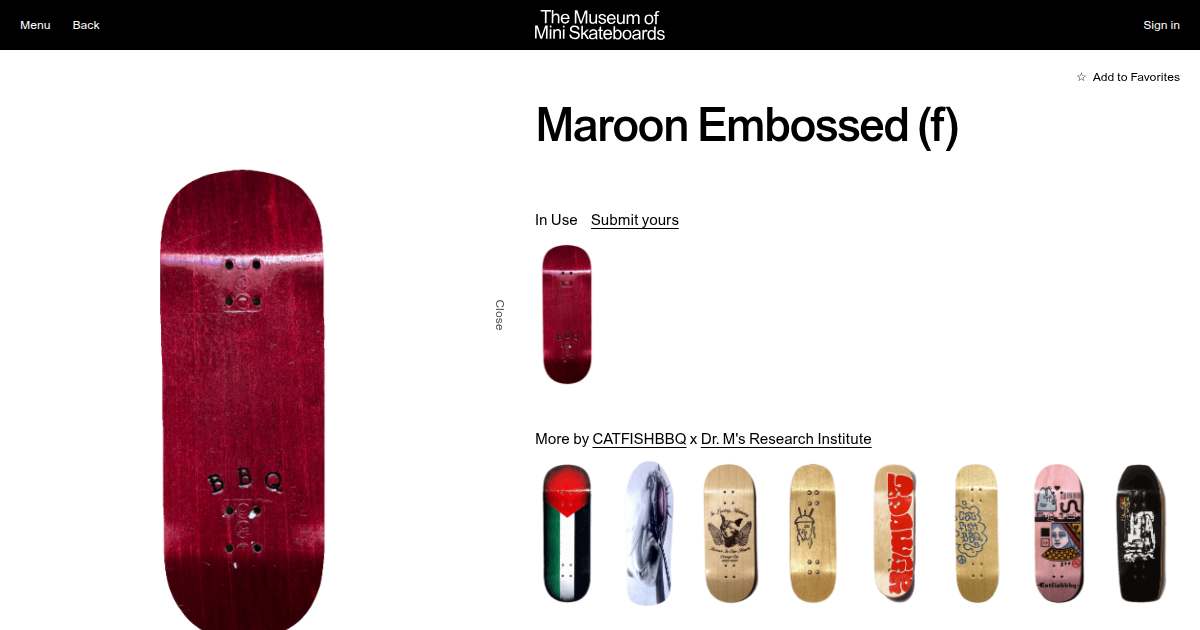 Menu
Back
The Museum of
Mini Skateboards
Sign in
☆ Add to Favorites
Maroon Embossed (f)
In Use
Submit yours
Close
BBQ
More by CATFISHBBQ x Dr. M's Research Institute